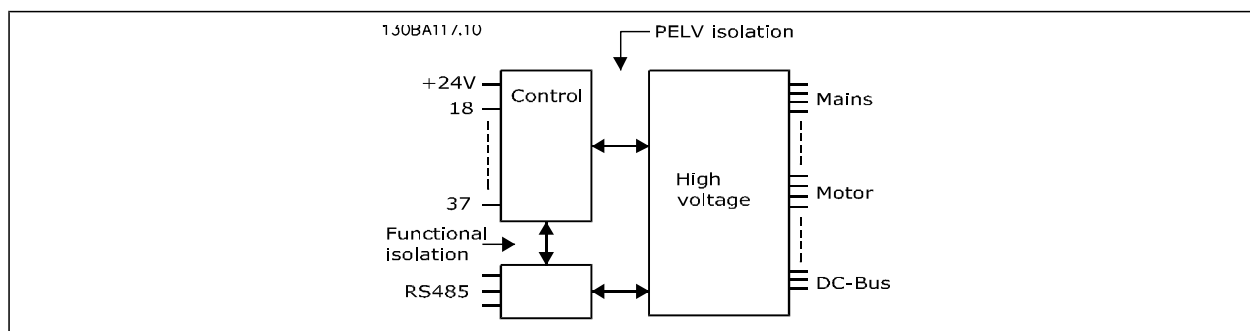 130BA117.10
PELV isolation
+24V
Control
18
Mains
High
voltage
Motor
37
Functional
isolation
RS485
DC-Bus